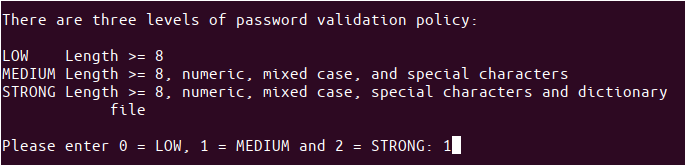 There are three levels of password validation policy:
LOW    Length >= 8
MEDIUM Length >= 8, numeric, mixed case, and special characters
STRONG Length >= 8, numeric, mixed case, special characters and dictionary
file
Please enter 0 = LOW, 1 = MEDIUM and 2 = STRONG: 1